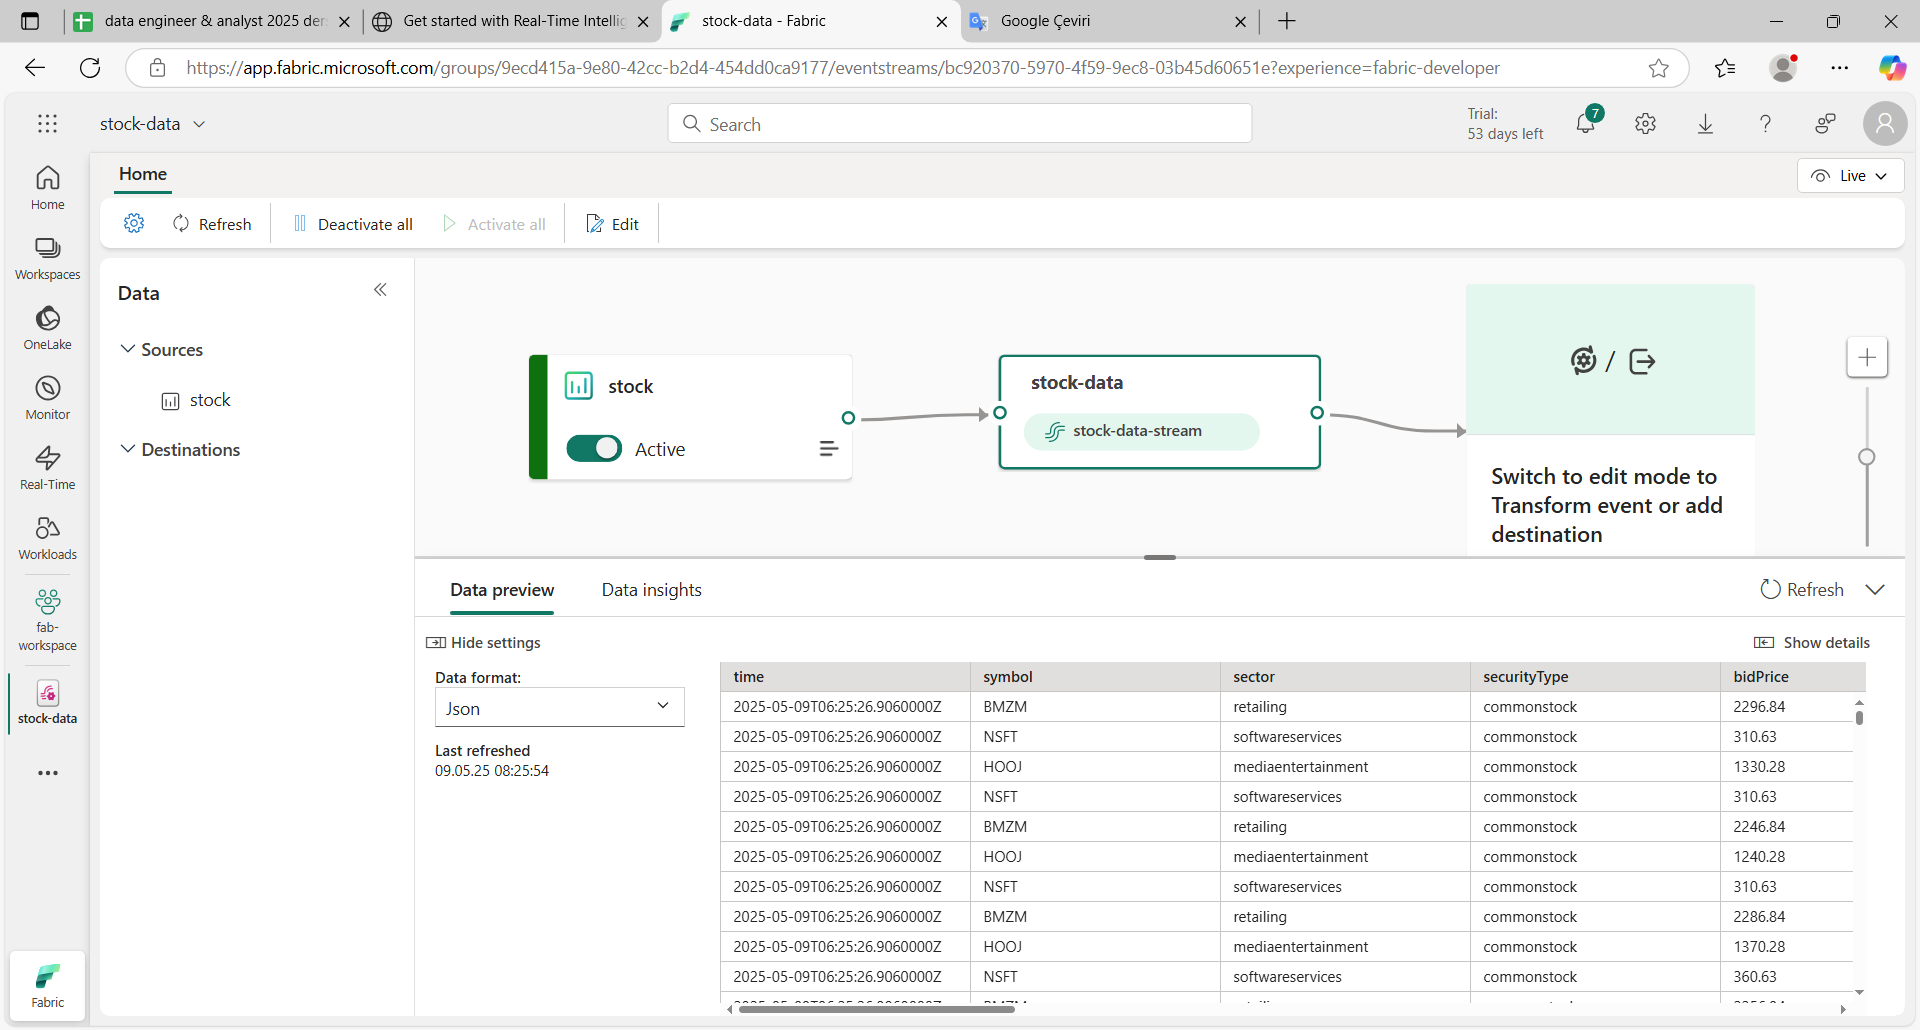 data engineer & analyst 2025 der
Get started with Real-Time Intellig
stock-data - Fabric
Google Çeviri
https://app.fabric.microsoft.com/groups/9ecd415a-9e80-42cc-b2d4-454dd0ca9177/eventstreams/bc920370-5970-4f59-9ec8-03b45d60651e?experience=fabric-developer
stock-data
Search
Trial:
53 days left
7
Home
Live
Refresh
Deactivate all
Activate all
Edit
Home
Workspaces
OneLake
Monitor
Real-Time
Workloads
fab-
workspace
stock-data
Fabric
Data
Sources
stock
Destinations
stock
Active
stock-data
stock-data-stream
/
Switch to edit mode to
Transform event or add
destination
Data preview
Data insights
Refresh
Hide settings
Show details
Data format:
Json
Last refreshed
09.05.25 08:25:54
time symbol sector securityType bidPrice
2025-05-09T06:25:26.9060000Z BMZM retailing commonstock 2296.84
2025-05-09T06:25:26.9060000Z NSFT softwareservices commonstock 310.63
2025-05-09T06:25:26.9060000Z HOOJ mediaentertainment commonstock 1330.28
2025-05-09T06:25:26.9060000Z NSFT softwareservices commonstock 310.63
2025-05-09T06:25:26.9060000Z BMZM retailing commonstock 2246.84
2025-05-09T06:25:26.9060000Z HOOJ mediaentertainment commonstock 1240.28
2025-05-09T06:25:26.9060000Z NSFT softwareservices commonstock 310.63
2025-05-09T06:25:26.9060000Z BMZM retailing commonstock 2286.84
2025-05-09T06:25:26.9060000Z HOOJ mediaentertainment commonstock 1370.28
2025-05-09T06:25:26.9060000Z NSFT softwareservices commonstock 360.63